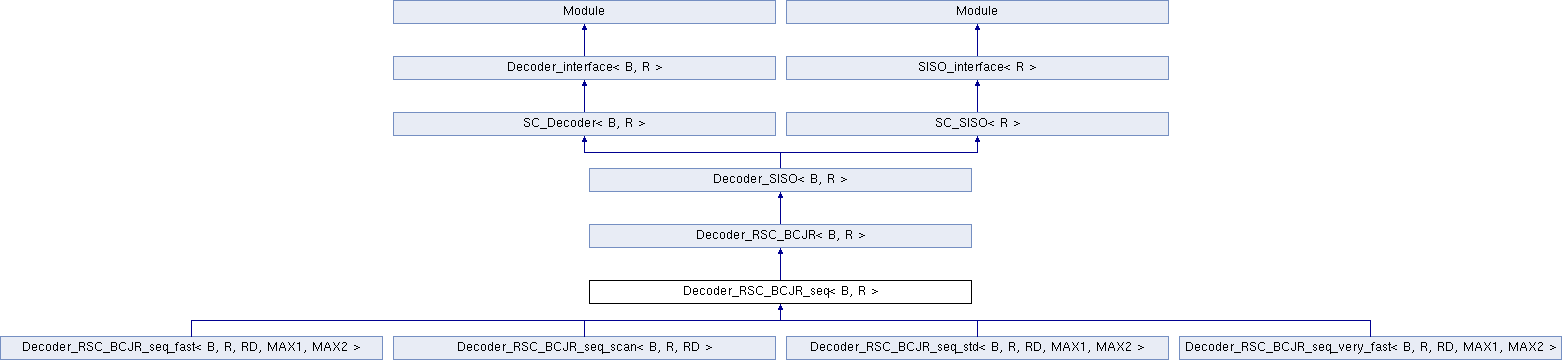 Module
Module
Decoder_interface< B, R >
SISO_interface< R >
SC_Decoder< B, R >
SC_SISO< R >
Decoder_SISO< B, R >
Decoder_RSC_BCJR< B, R >
Decoder_RSC_BCJR_seq< B, R >
Decoder_RSC_BCJR_seq_fast< B, R, RD, MAX1, MAX2 >
Decoder_RSC_BCJR_seq_scan< B, R, RD >
Decoder_RSC_BCJR_seq_std< B, R, RD, MAX1, MAX2 >
Decoder_RSC_BCJR_seq_very_fast< B, R, RD, MAX1, MAX2 >